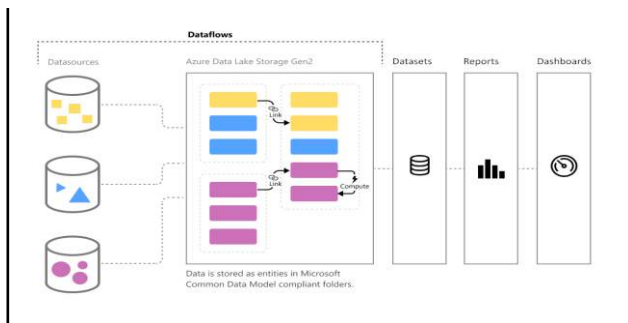 Dataflows
Datasources
Azure Data Lake Storage Gen2
Datasets
Reports
Dashboards
Link
Link
Compute
Data is stored as entities in Microsoft
Common Data Model compliant folders.